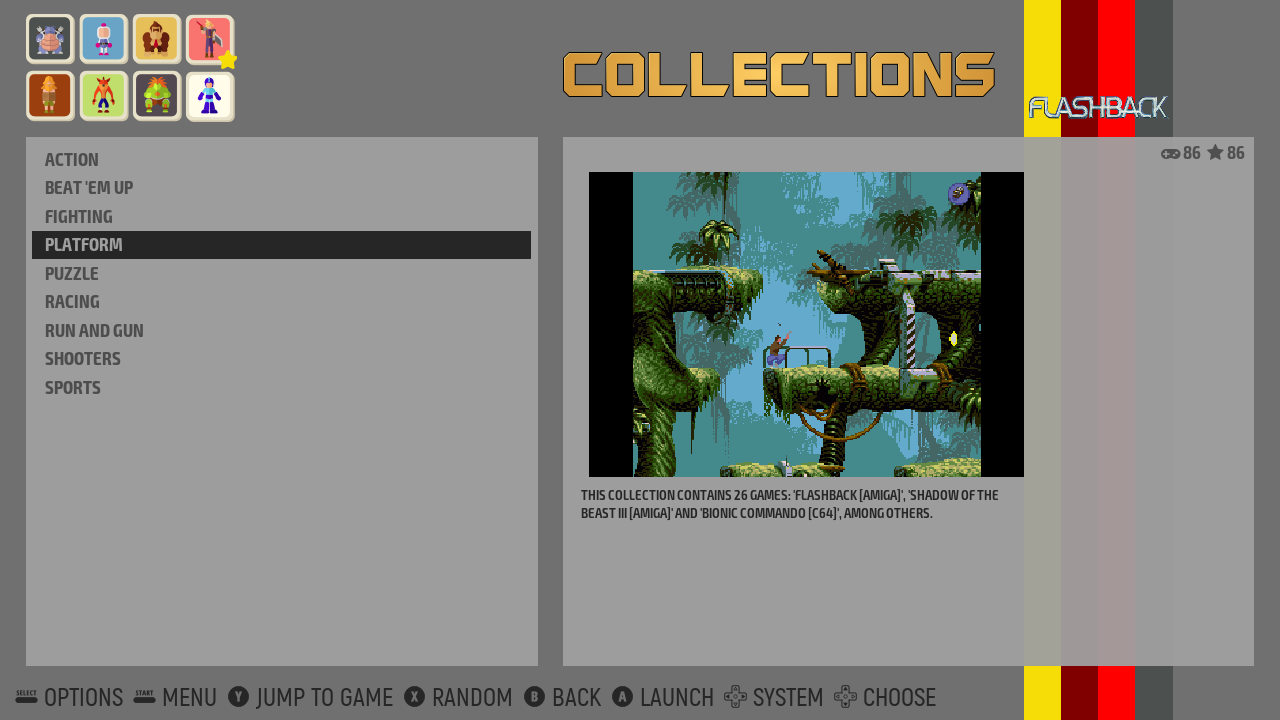 COLLECTIONS
FLASHBACK
86 86
ACTION
BEAT 'EM UP
FIGHTING
PLATFORM
PUZZLE
RACING
RUN AND GUN
SHOOTERS
SPORTS
THIS COLLECTION CONTAINS 26 GAMES: 'FLASHBACK [AMIGA]', 'SHADOW OF THE
BEAST III [AMIGA]' AND 'BIONIC COMMANDO [C64]', AMONG OTHERS.
SELECT OPTIONS START MENU Y JUMP TO GAME X RANDOM B BACK A LAUNCH SYSTEM CHOOSE